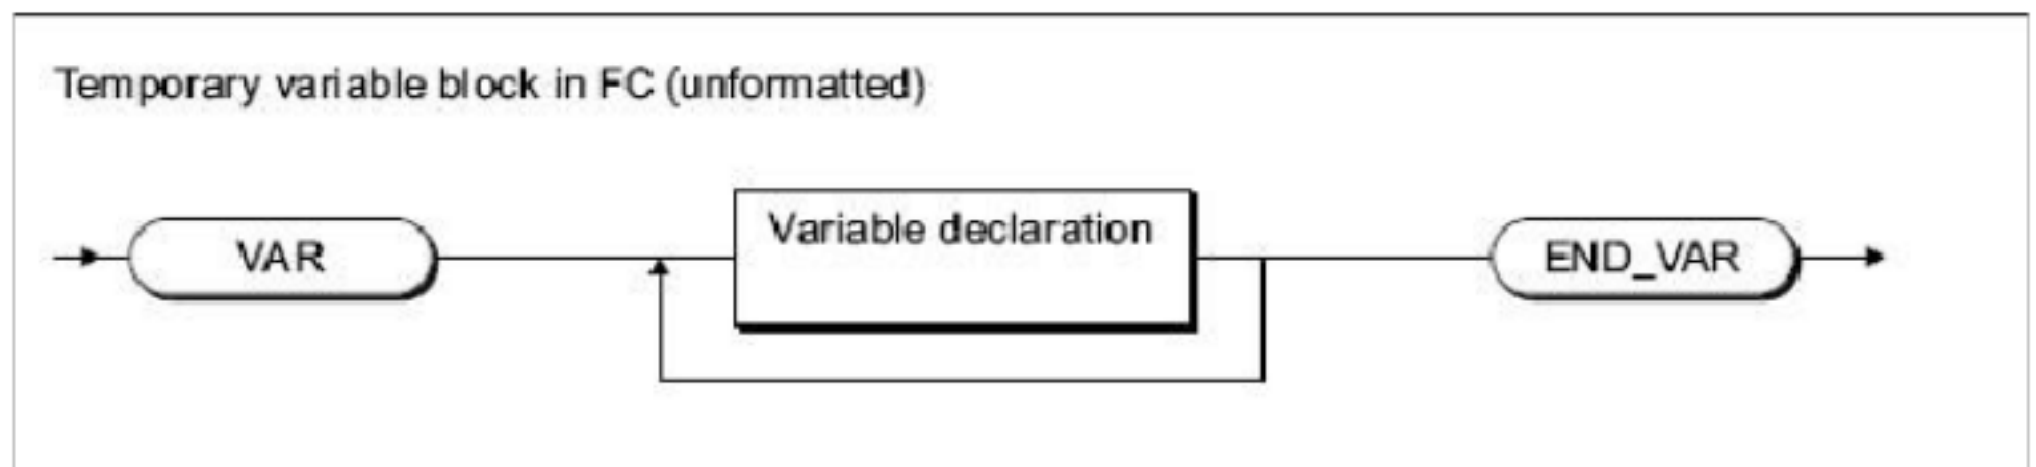 Temporary variable block in FC (unformatted)
VAR
Variable declaration
END_VAR